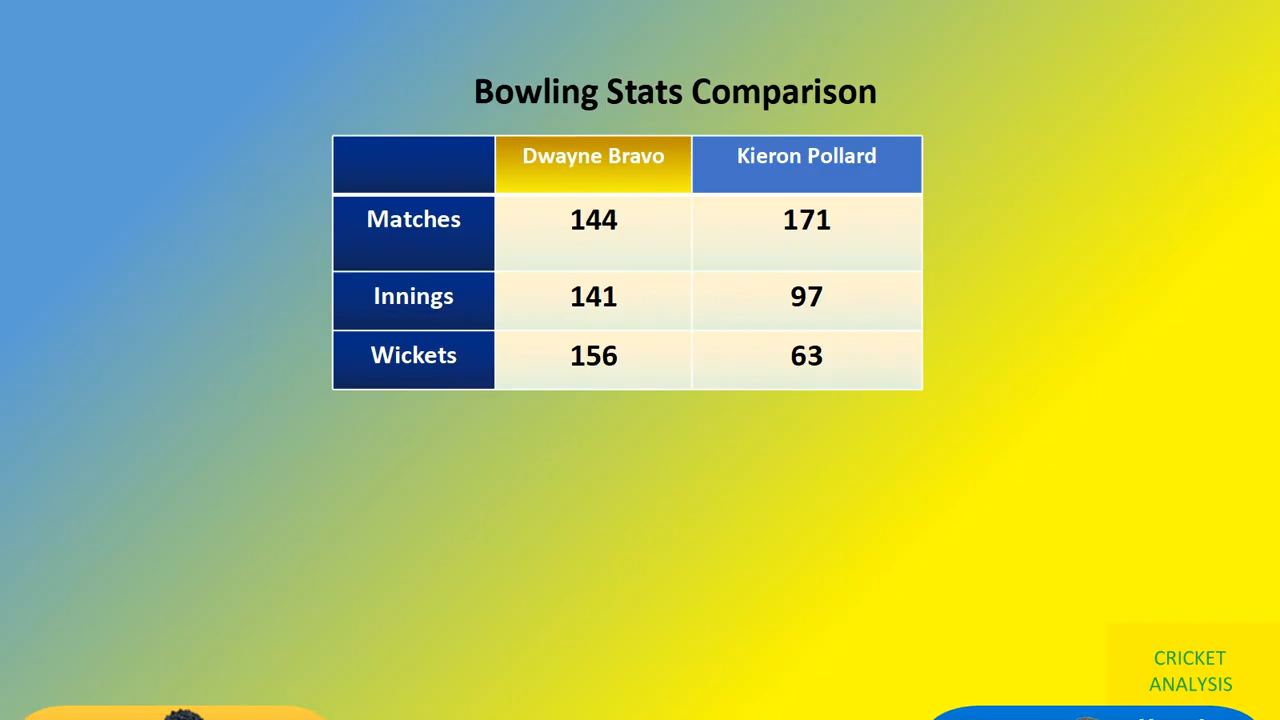 Bowling Stats Comparison
Dwayne Bravo Kieron Pollard
Matches 144 171
Innings 141 97
Wickets 156 63
CRICKET
ANALYSIS